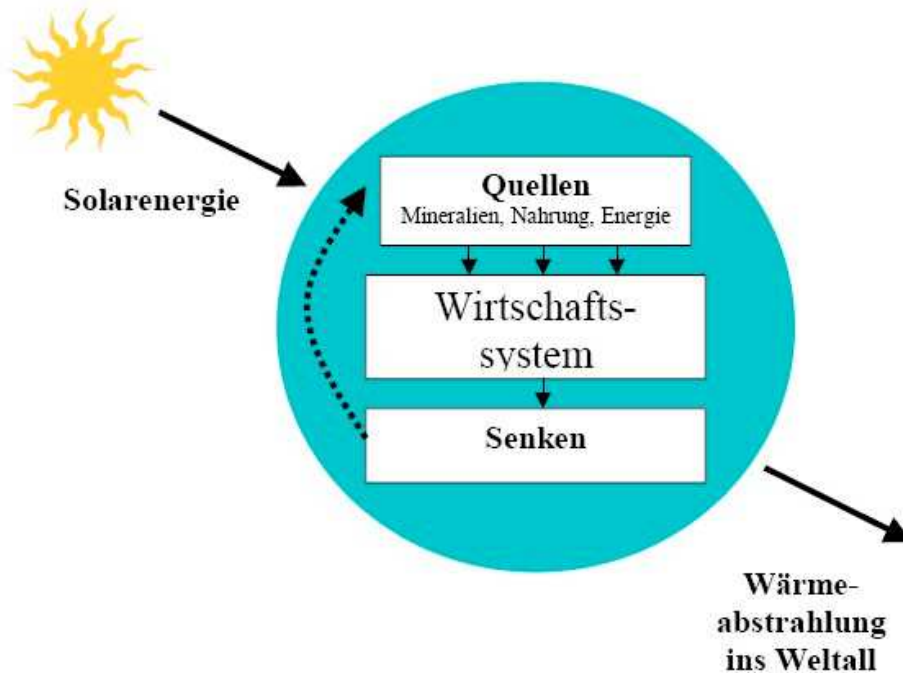 Solarenergie
Quellen
Mineralien, Nahrung, Energie
Wirtschafts-
system
Senken
Wärme-
abstrahlung
ins Weltall